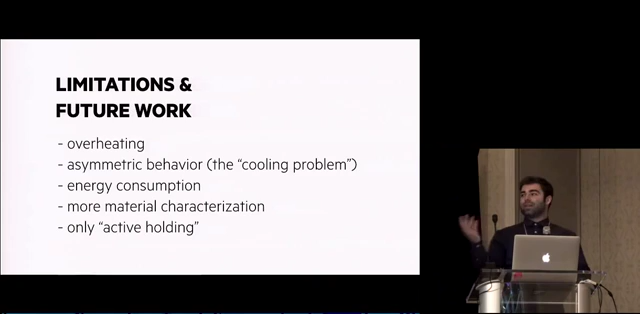 LIMITATIONS &
FUTURE WORK
- overheating
- asymmetric behavior (the “cooling problem”)
- energy consumption
- more material characterization
- only “active holding”